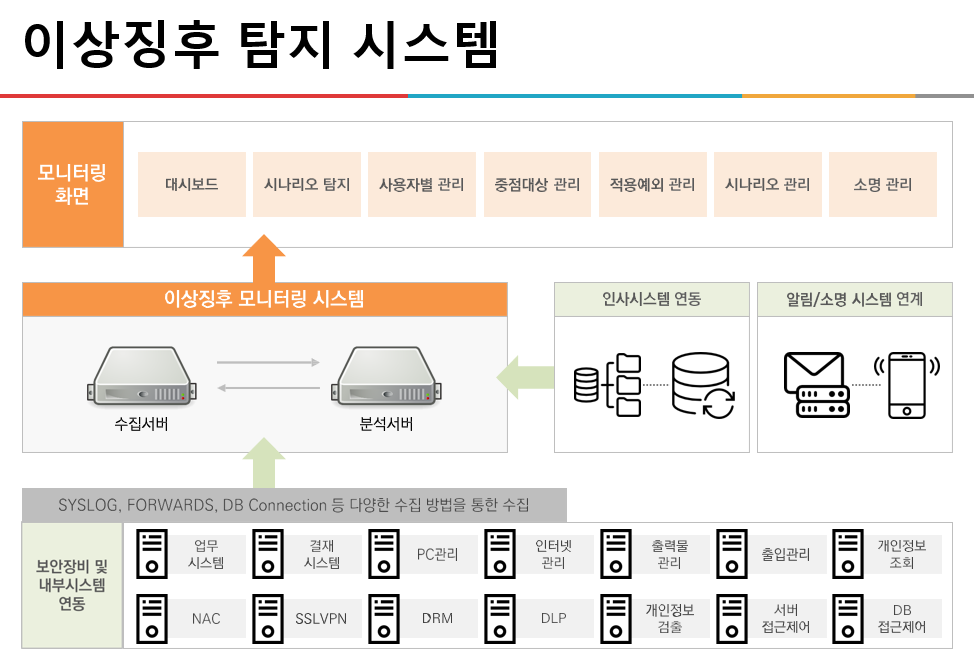 이상징후 탐지 시스템
모니터링
화면
대시보드
시나리오 탐지
사용자별 관리
중점대상 관리
적용예외 관리
시나리오 관리
소명 관리
이상징후 모니터링 시스템
수집서버
분석서버
인사시스템 연동
알림/소명 시스템 연계
SYSLOG, FORWARDS, DB Connection 등 다양한 수집 방법을 통한 수집
보안장비 및
내부시스템
연동
업무
시스템
결재
시스템
PC관리
인터넷
관리
출력물
관리
출입관리
개인정보
조회
NAC
SSLVPN
DRM
DLP
개인정보
검출
서버
접근제어
DB
접근제어